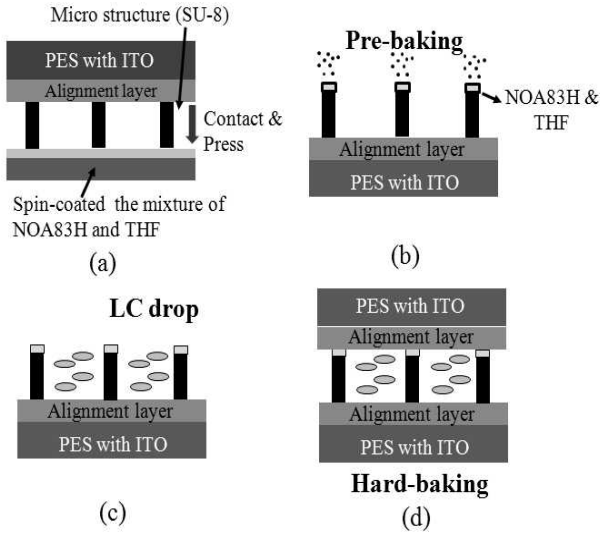 Micro structure (SU-8)
PES with ITO
Alignment layer
Contact &
Press
Spin-coated the mixture of
NOA83H and THF
(a)
Pre-baking
NOA83H &
THF
Alignment layer
PES with ITO
(b)
LC drop
Alignment layer
PES with ITO
(c)
PES with ITO
Alignment layer
Alignment layer
PES with ITO
Hard-baking
(d)